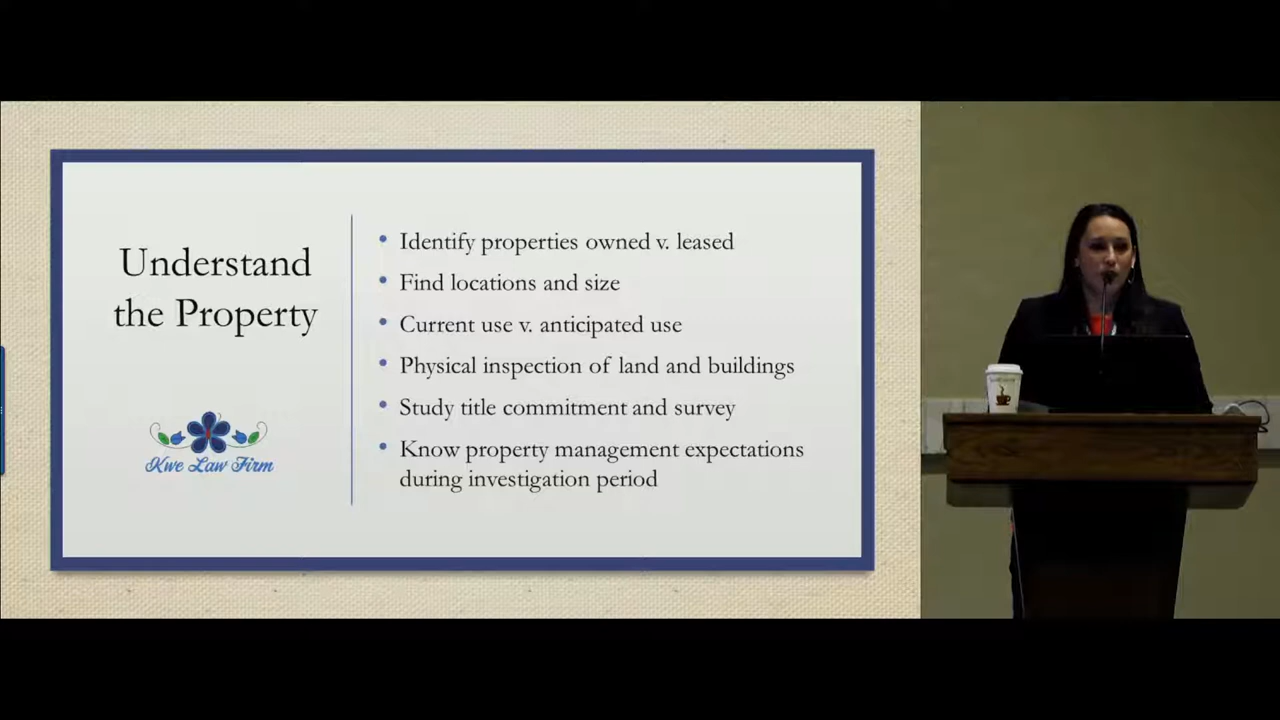 Understand
the Property
Kwe Law Firm
• Identify properties owned v. leased
• Find locations and size
• Current use v. anticipated use
• Physical inspection of land and buildings
• Study title commitment and survey
• Know property management expectations
during investigation period